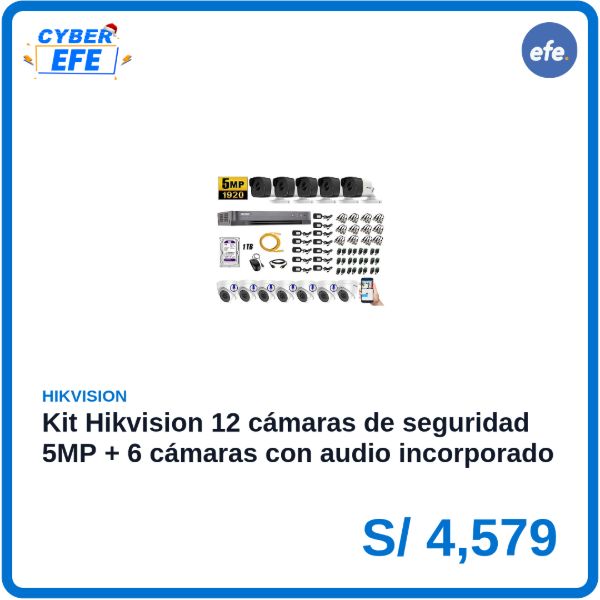 CYBER
EFE
efe.
5MP
1920
1TB
HIKVISION
Kit Hikvision 12 cámaras de seguridad
5MP + 6 cámaras con audio incorporado
S/ 4,579